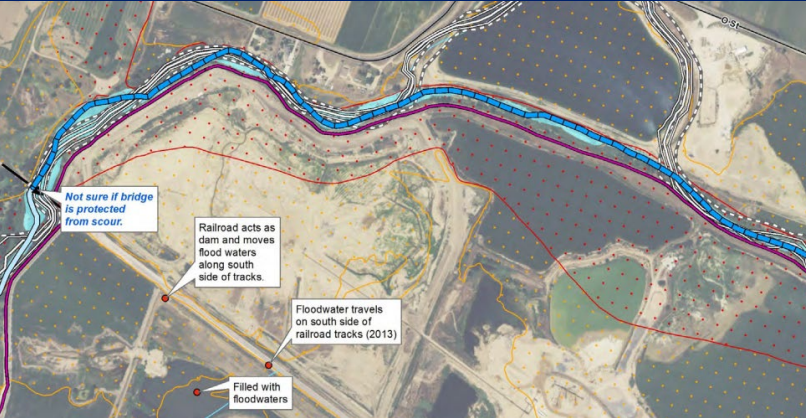 O St
Not sure if bridge
is protected
from scour.
Railroad acts as
dam and moves
flood waters
along south
side of tracks.
Floodwater travels
on south side of
railroad tracks (2013)
Filled with
floodwaters